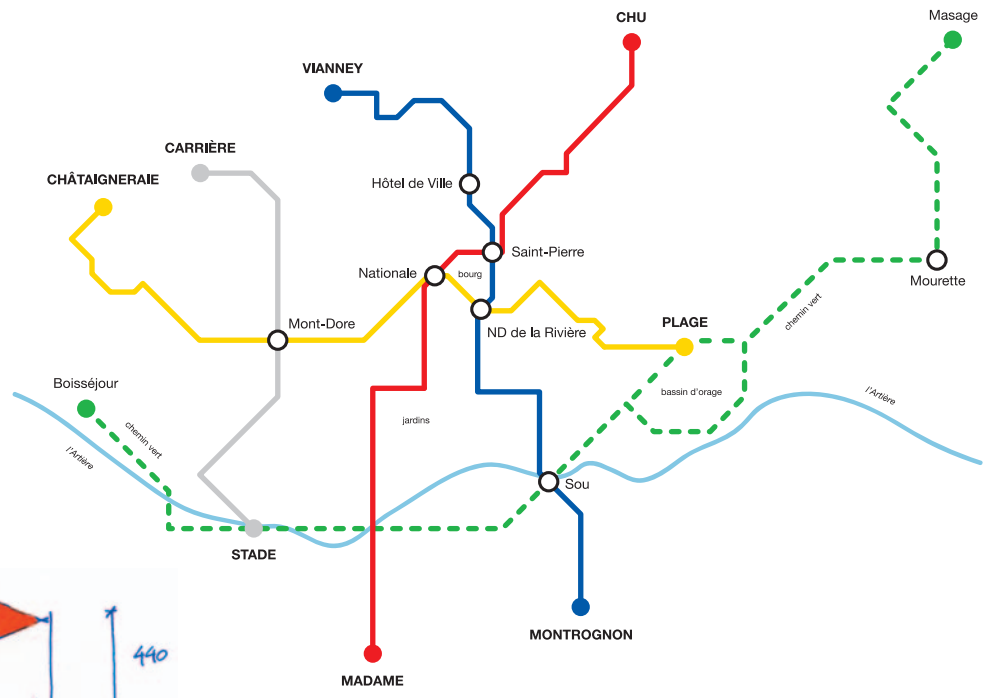 CHU
Masage
VIANNEY
CARRIÈRE
CHÂTAIGNERAIE
Hôtel de Ville
Saint-Pierre
Nationale
bourg
Mourette
chemin vert
Mont-Dore
ND de la Rivière
PLAGE
Boisséjour
bassin d'orage
l'Artière
jardins
chemin vert
l'Artière
Sou
STADE
MONTROGNON
440
MADAME